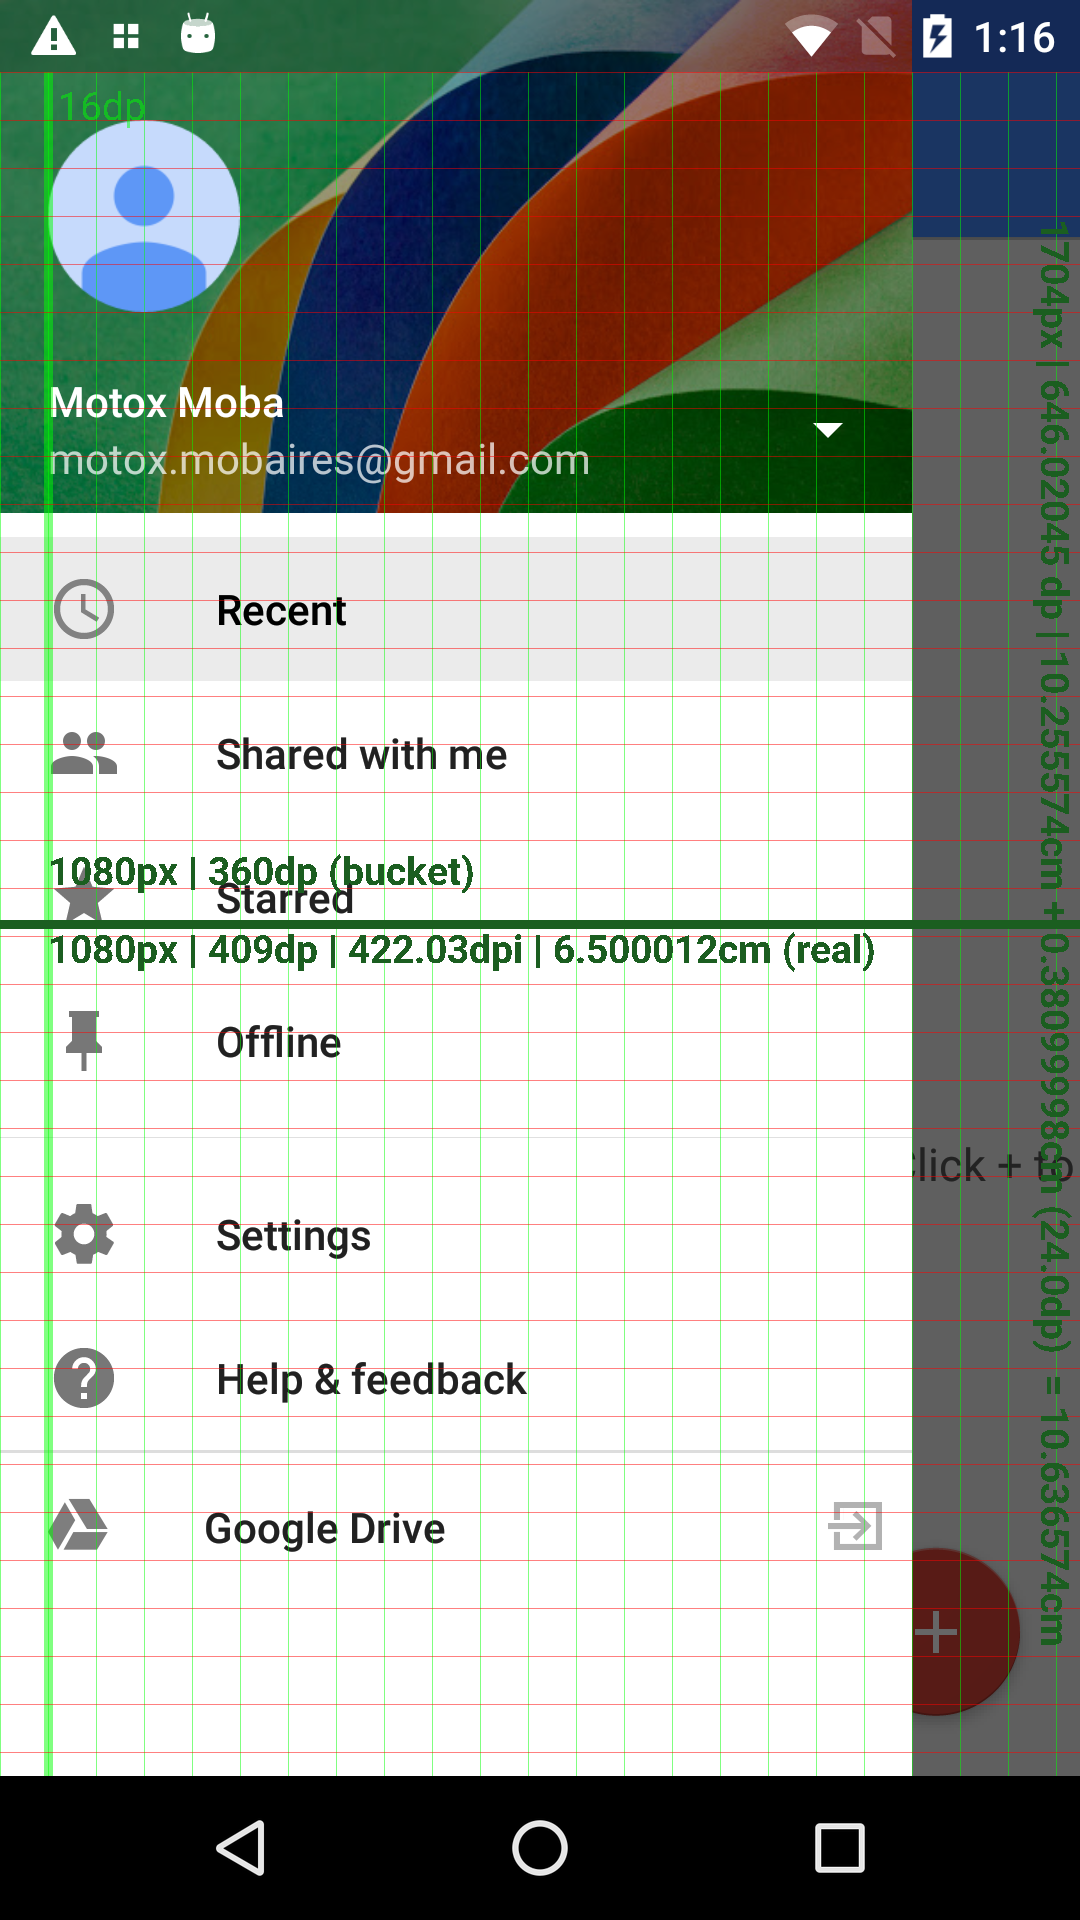 1:16
16dp
Motox Moba
motox.mobaires@gmail.com
Recent
Shared with me
1080px | 360dp (bucket)
Starred
1080px | 409dp | 422.03dpi | 6.500012cm (real)
Offline
Click + to
Settings
Help & feedback
Google Drive
1704px | 646.02045 dp | 10.255574cm + 0.38099998cm (24.0dp) = 10.636574cm